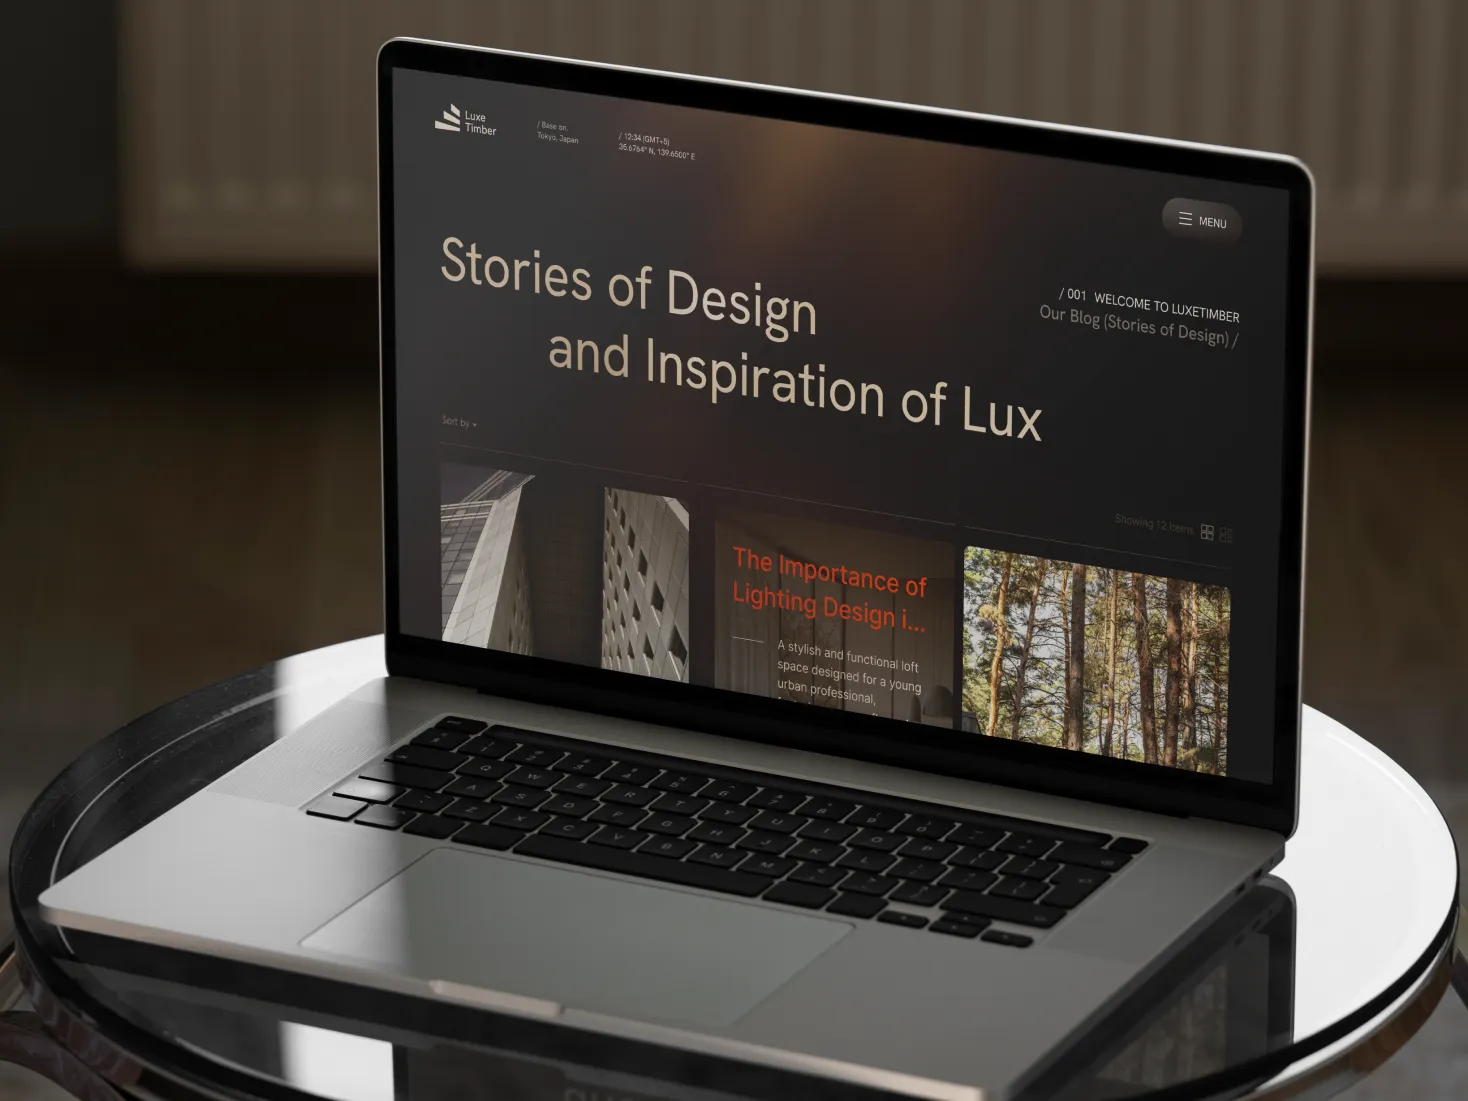 Luxe
Timber
/ Base on.
Tokyo, Japan
/ 12:34 (GMT+5)
35.6764° N, 139.6500° E
MENU
Stories of Design
and Inspiration of Lux
/ 001 WELCOME TO LUXETIMBER
Our Blog (Stories of Design) /
Sort by
Showing 12 Items
The Importance of
Lighting Design i...
A stylish and functional loft
space designed for a young
urban professional,
Q W E R T Y U I O P
A S D F G H J K L
Z X C V B N M